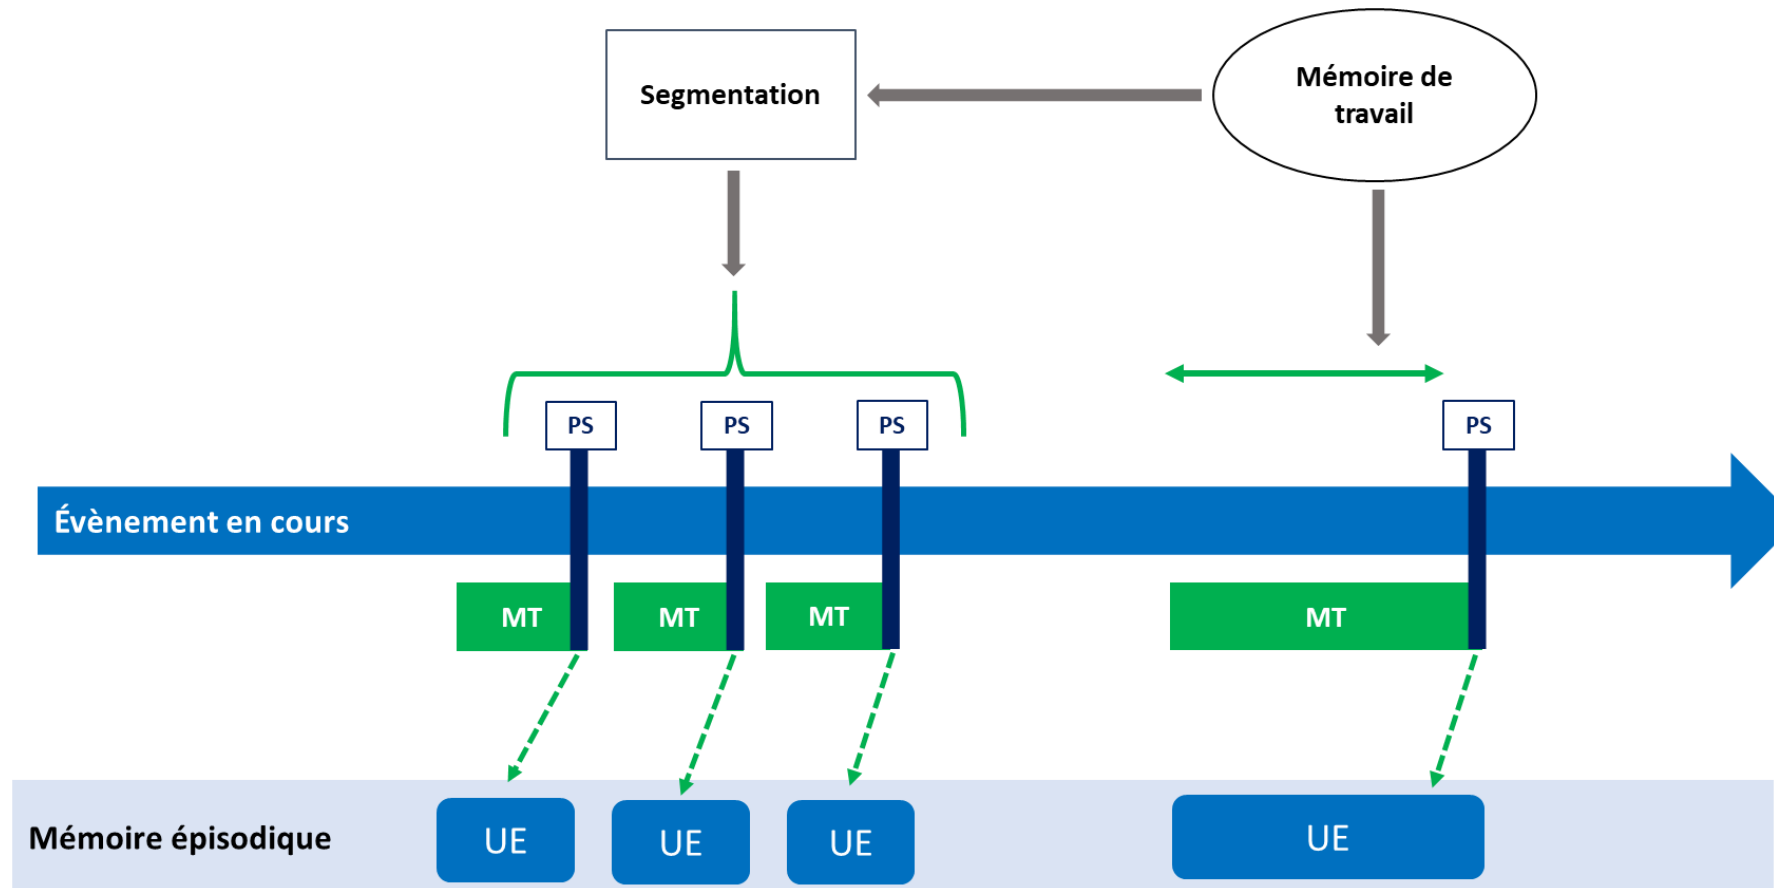 Segmentation
Mémoire de
travail
PS
PS
PS
PS
Évènement en cours
MT
MT
MT
MT
Mémoire épisodique
UE
UE
UE
UE